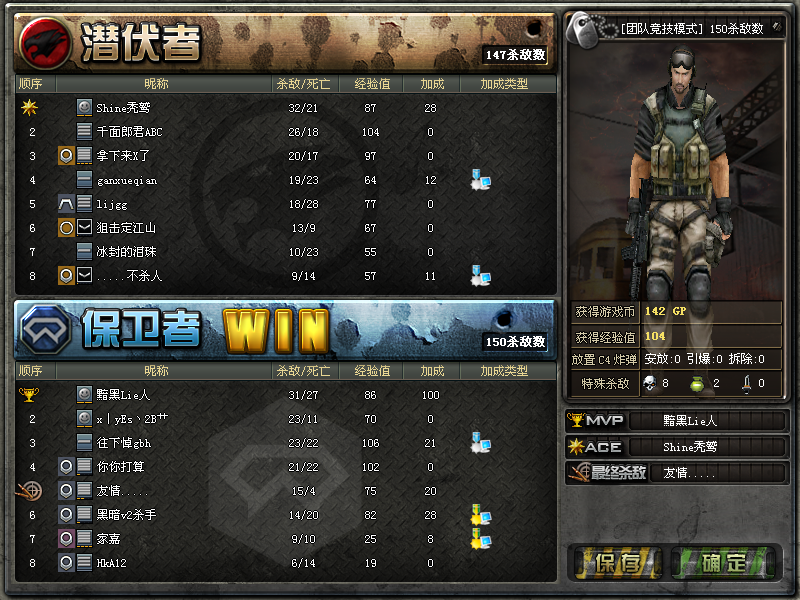 潜伏者
147杀敌数
顺序 昵称 杀敌/死亡 经验值 加成 加成类型
Shine秃鹫 32/21 87 28
2 千面郎君ABC 26/18 104 0
3 拿下来X了 20/17 97 0
4 ganxueqian 19/23 64 12
5 lijgg 18/28 77 0
6 狙击定江山 13/9 67 0
7 冰封的泪珠 10/23 55 0
8 .....不杀人 9/14 57 11
保卫者 WIN
150杀敌数
顺序 昵称 杀敌/死亡 经验值 加成 加成类型
黯黑Lie人 31/27 86 100
2 x｜yEs丶2B艹 23/11 70 0
3 往下悼gbh 23/22 106 21
4 你你打算 21/22 102 0
友情..... 15/4 75 20
6 黑暗v2杀手 14/20 82 28
7 家嘉 9/10 25 8
8 HkA12 6/14 19 0
[团队竞技模式] 150杀敌数
获得游戏币 142 GP
获得经验值 104
放置C4炸弹 安放:0 引爆:0 拆除:0
特殊杀敌 8 2 0
MVP 黯黑Lie人
ACE Shine秃鹫
最终杀敌 友情.....
保存 确定